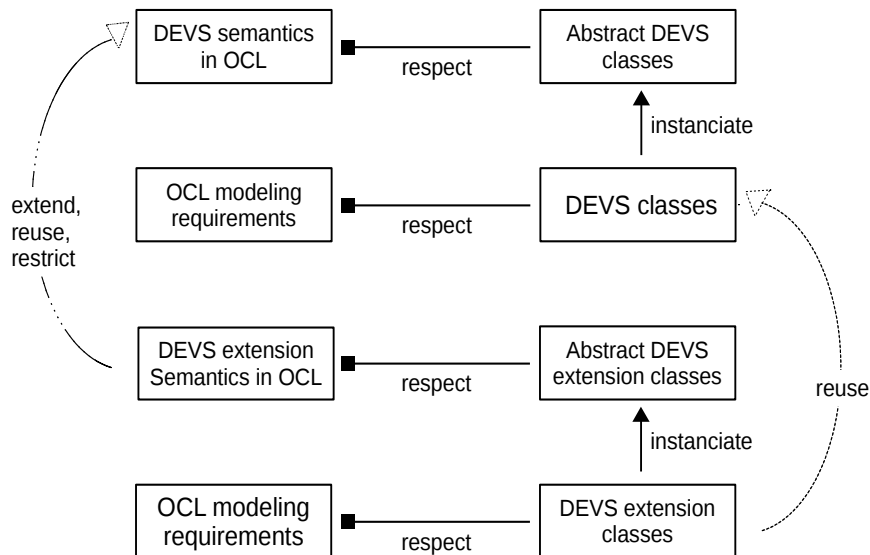 DEVS semantics
in OCL
respect
Abstract DEVS
classes
instanciate
OCL modeling
requirements
respect
DEVS classes
extend,
reuse,
restrict
DEVS extension
Semantics in OCL
respect
Abstract DEVS
extension classes
reuse
instanciate
OCL modeling
requirements
respect
DEVS extension
classes